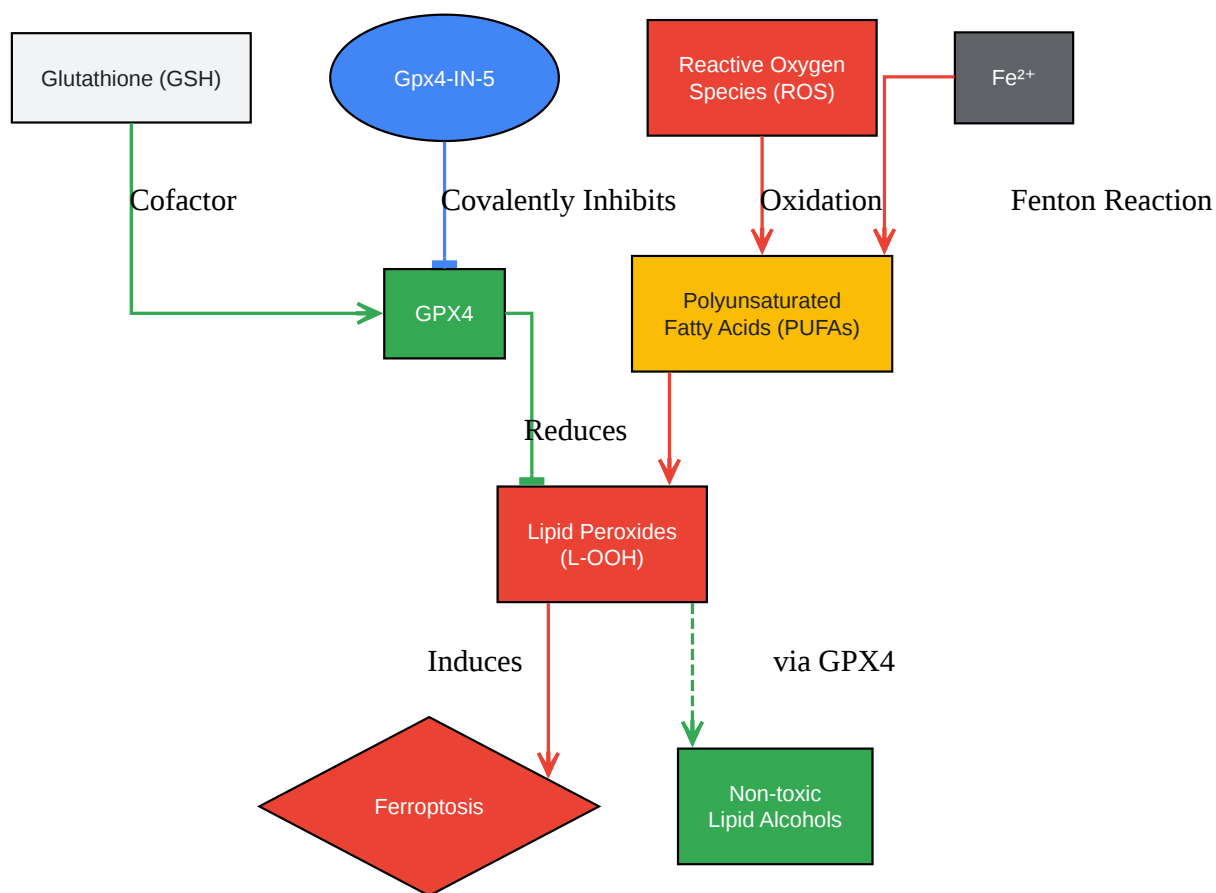 Glutathione (GSH)
Gpx4-IN-5
Reactive Oxygen
Species (ROS)
Fe²⁺
Cofactor
Covalently Inhibits
Oxidation
Fenton Reaction
GPX4
Polyunsaturated
Fatty Acids (PUFAs)
Reduces
Lipid Peroxides
(L-OOH)
Induces
via GPX4
Ferroptosis
Non-toxic
Lipid Alcohols